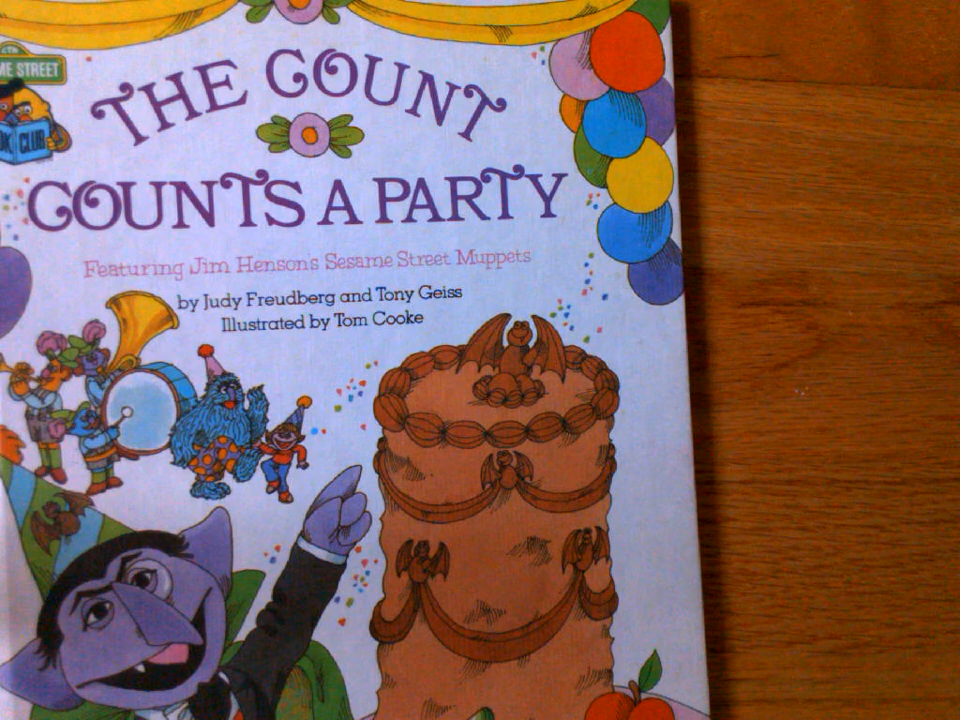 ME STREET
CLUB
THE COUNT
COUNTS A PARTY
Featuring Jim Henson's Sesame Street Muppets
by Judy Freudberg and Tony Geiss
Illustrated by Tom Cooke